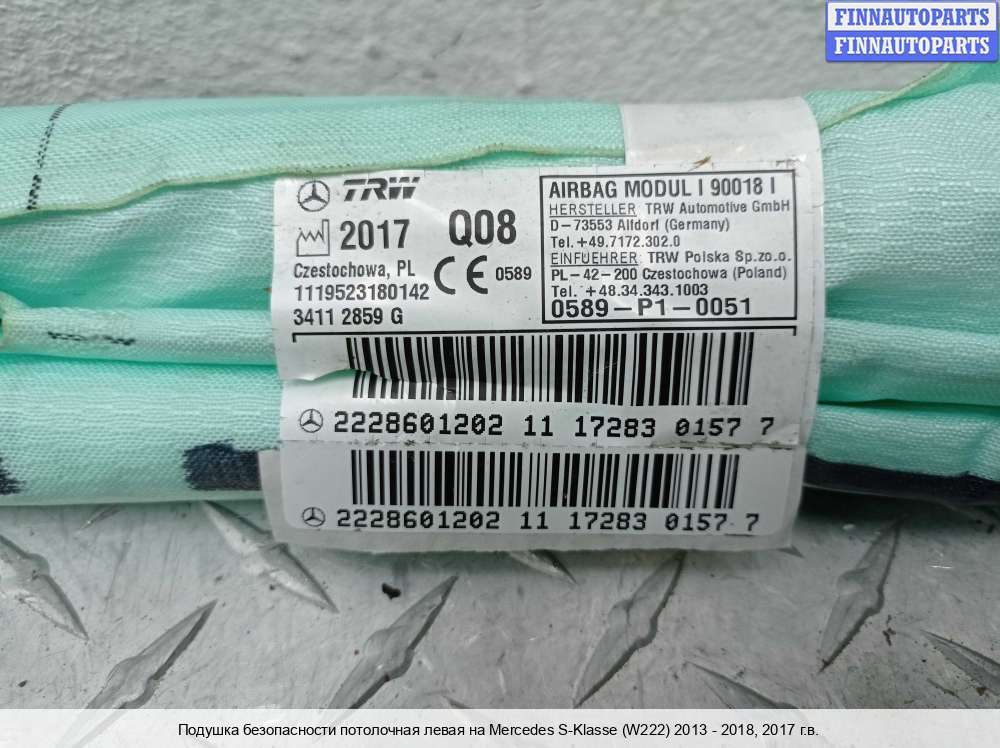 FINNAUTOPARTS
FINNAUTOPARTS
TRW
2017 Q08
Czestochowa, PL
CE 0589
1119523180142
3411 2859 G
AIRBAG MODUL I 90018 I
HERSTELLER: TRW Automotive GmbH
D-73553 Alfdorf (Germany)
Tel. +49.7172.302.0
EINFUEHRER: TRW Polska Sp.zo.o.
PL-42-200 Czestochowa (Poland)
Tel. +48.34.343.1003
0589-P1-0051
2228601202 11 17283 0157 7
2228601202 11 17283 0157 7
Подушка безопасности потолочная левая на Mercedes S-Klasse (W222) 2013 - 2018, 2017 г.в.